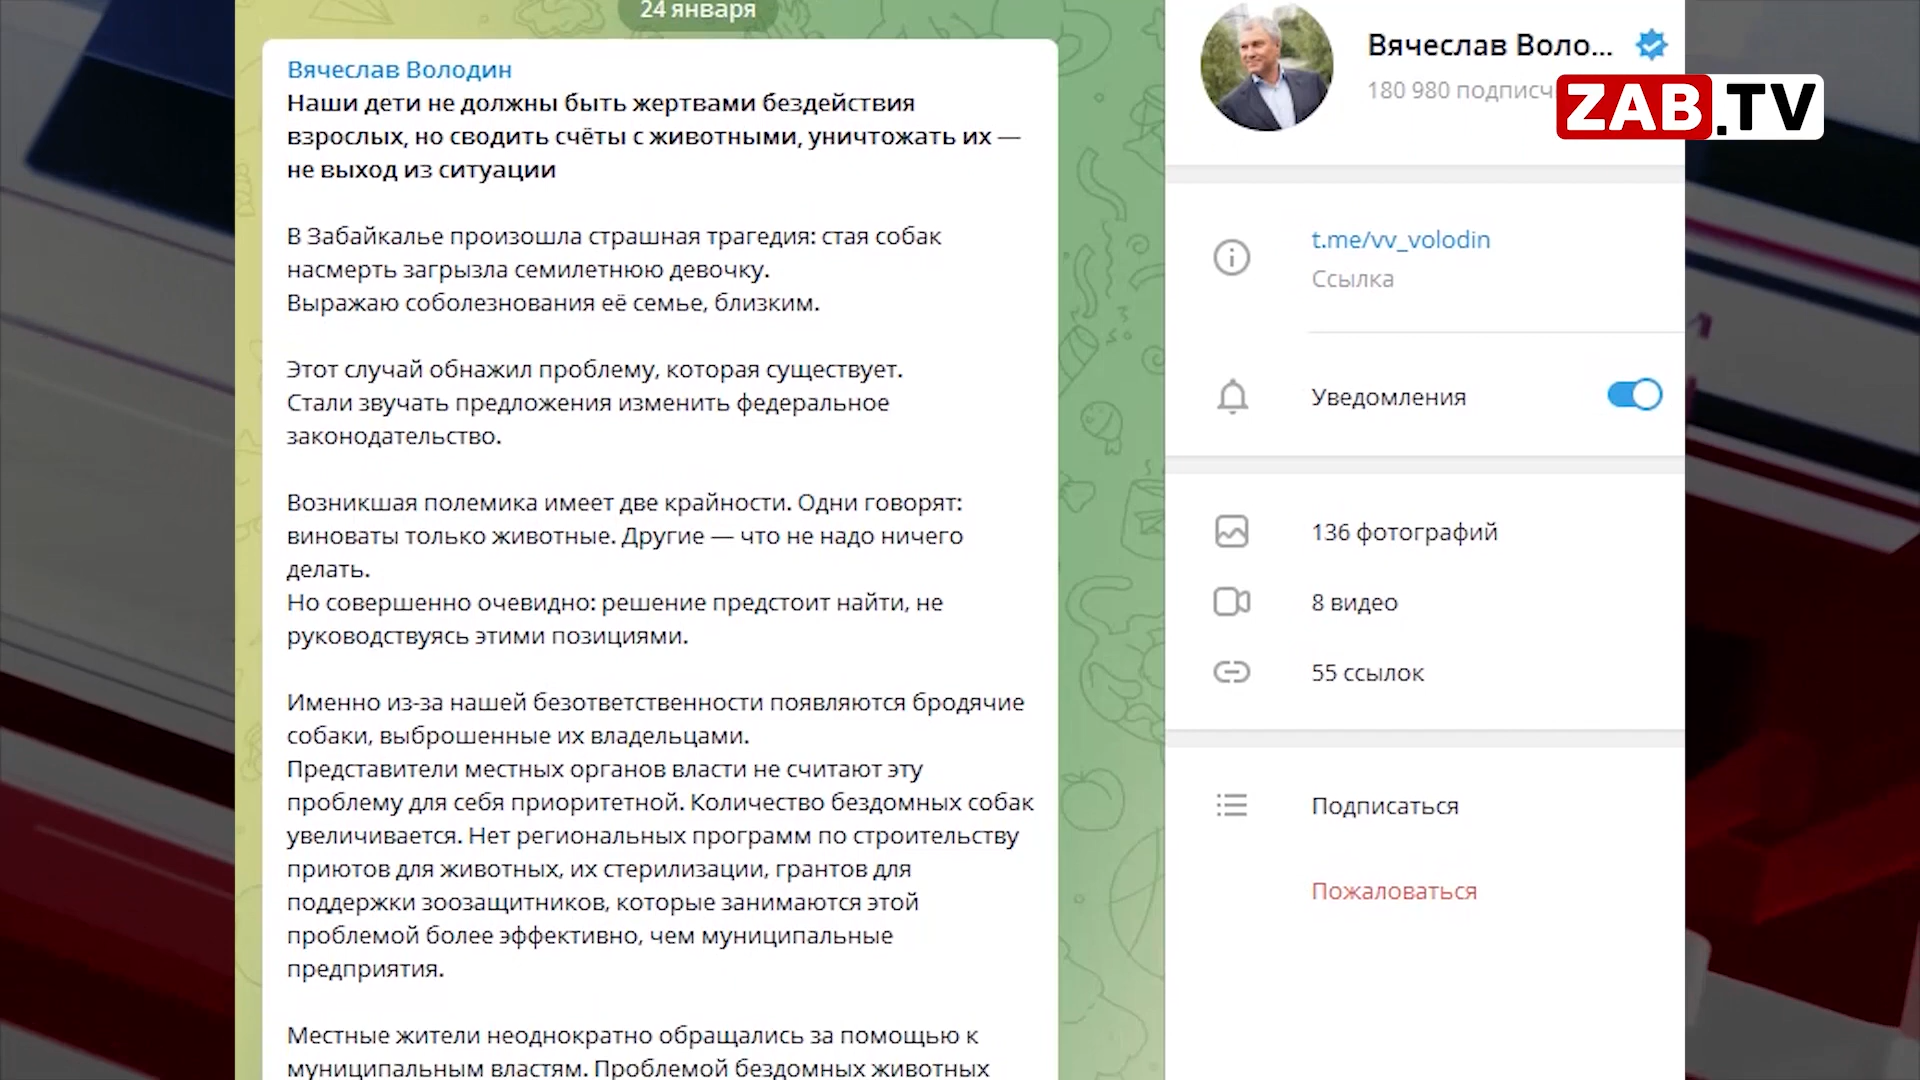 24 января
Вячеслав Володин
Наши дети не должны быть жертвами бездействия
взрослых, но сводить счёты с животными, уничтожать их —
не выход из ситуации
В Забайкалье произошла страшная трагедия: стая собак
насмерть загрызла семилетнюю девочку.
Выражаю соболезнования её семье, близким.
Этот случай обнажил проблему, которая существует.
Стали звучать предложения изменить федеральное
законодательство.
Возникшая полемика имеет две крайности. Одни говорят:
виноваты только животные. Другие — что не надо ничего
делать.
Но совершенно очевидно: решение предстоит найти, не
руководствуясь этими позициями.
Именно из-за нашей безответственности появляются бродячие
собаки, выброшенные их владельцами.
Представители местных органов власти не считают эту
проблему для себя приоритетной. Количество бездомных собак
увеличивается. Нет региональных программ по строительству
приютов для животных, их стерилизации, грантов для
поддержки зоозащитников, которые занимаются этой
проблемой более эффективно, чем муниципальные
предприятия.
Местные жители неоднократно обращались за помощью к
муниципальным властям. Проблемой бездомных животных
Вячеслав Воло...
180 980 подписч
ZAB.TV
t.me/vv_volodin
Ссылка
Уведомления
136 фотографий
8 видео
55 ссылок
Подписаться
Пожаловаться